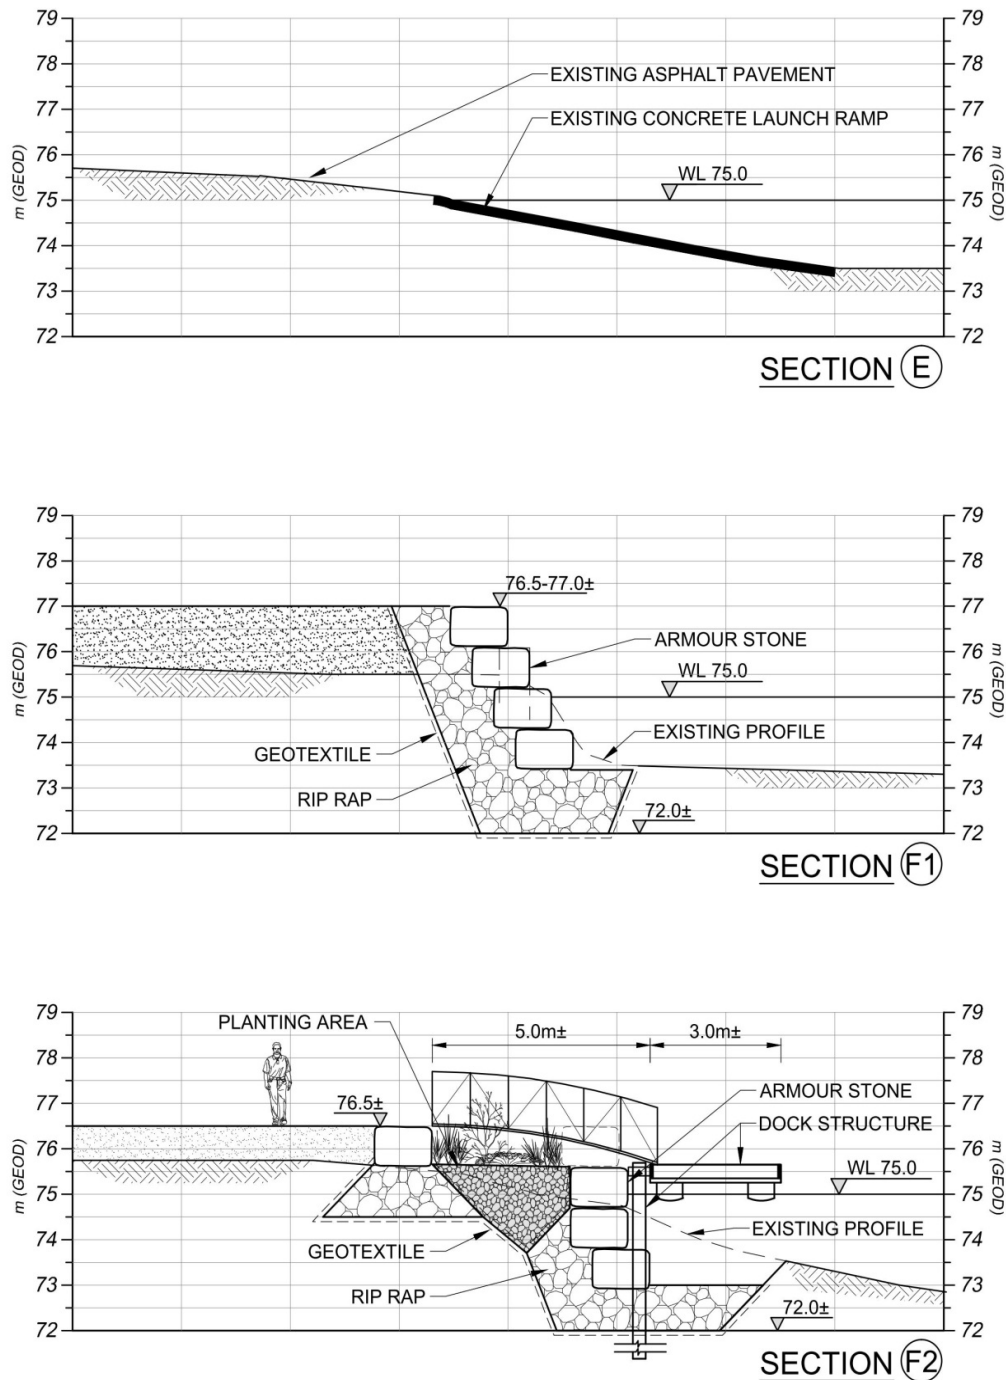 79
79
78
78
EXISTING ASPHALT PAVEMENT
77
77
EXISTING CONCRETE LAUNCH RAMP
76
76
m (GEOD)
m (GEOD)
WL 75.0
75
75
74
74
73
73
72
72
SECTION E
79
79
78
78
76.5-77.0±
77
77
ARMOUR STONE
76
76
m (GEOD)
m (GEOD)
WL 75.0
75
75
EXISTING PROFILE
GEOTEXTILE
74
74
RIP RAP
73
73
72.0±
72
72
SECTION F1
79
79
PLANTING AREA
5.0m±
3.0m±
78
78
ARMOUR STONE
76.5±
77
77
DOCK STRUCTURE
76
76
m (GEOD)
m (GEOD)
WL 75.0
75
75
EXISTING PROFILE
GEOTEXTILE
74
74
RIP RAP
73
73
72.0±
72
72
SECTION F2